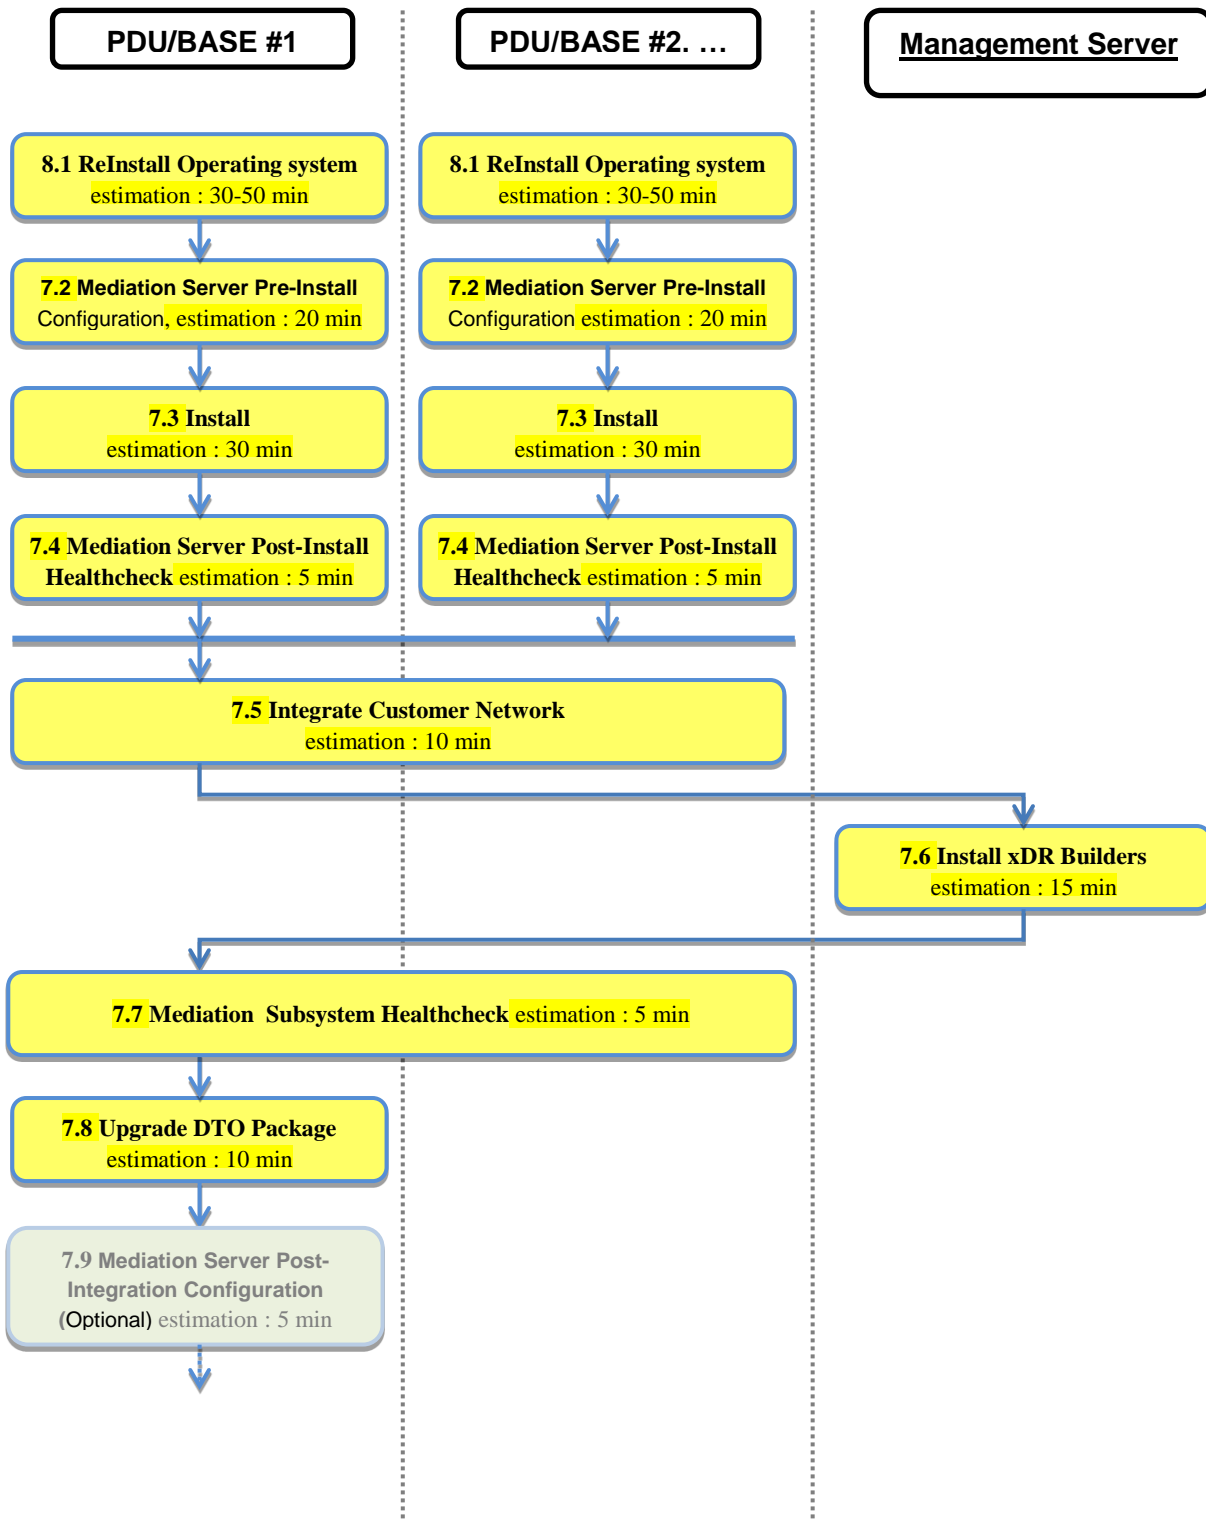 PDU/BASE #1
PDU/BASE #2. ...
Management Server
8.1 ReInstall Operating system
estimation : 30-50 min
8.1 ReInstall Operating system
estimation : 30-50 min
7.2 Mediation Server Pre-Install
Configuration, estimation : 20 min
7.2 Mediation Server Pre-Install
Configuration estimation : 20 min
7.3 Install
estimation : 30 min
7.3 Install
estimation : 30 min
7.4 Mediation Server Post-Install
Healthcheck estimation : 5 min
7.4 Mediation Server Post-Install
Healthcheck estimation : 5 min
7.5 Integrate Customer Network
estimation : 10 min
7.6 Install xDR Builders
estimation : 15 min
7.7 Mediation  Subsystem Healthcheck estimation : 5 min
7.8 Upgrade DTO Package
estimation : 10 min
7.9 Mediation Server Post-
Integration Configuration
(Optional) estimation : 5 min